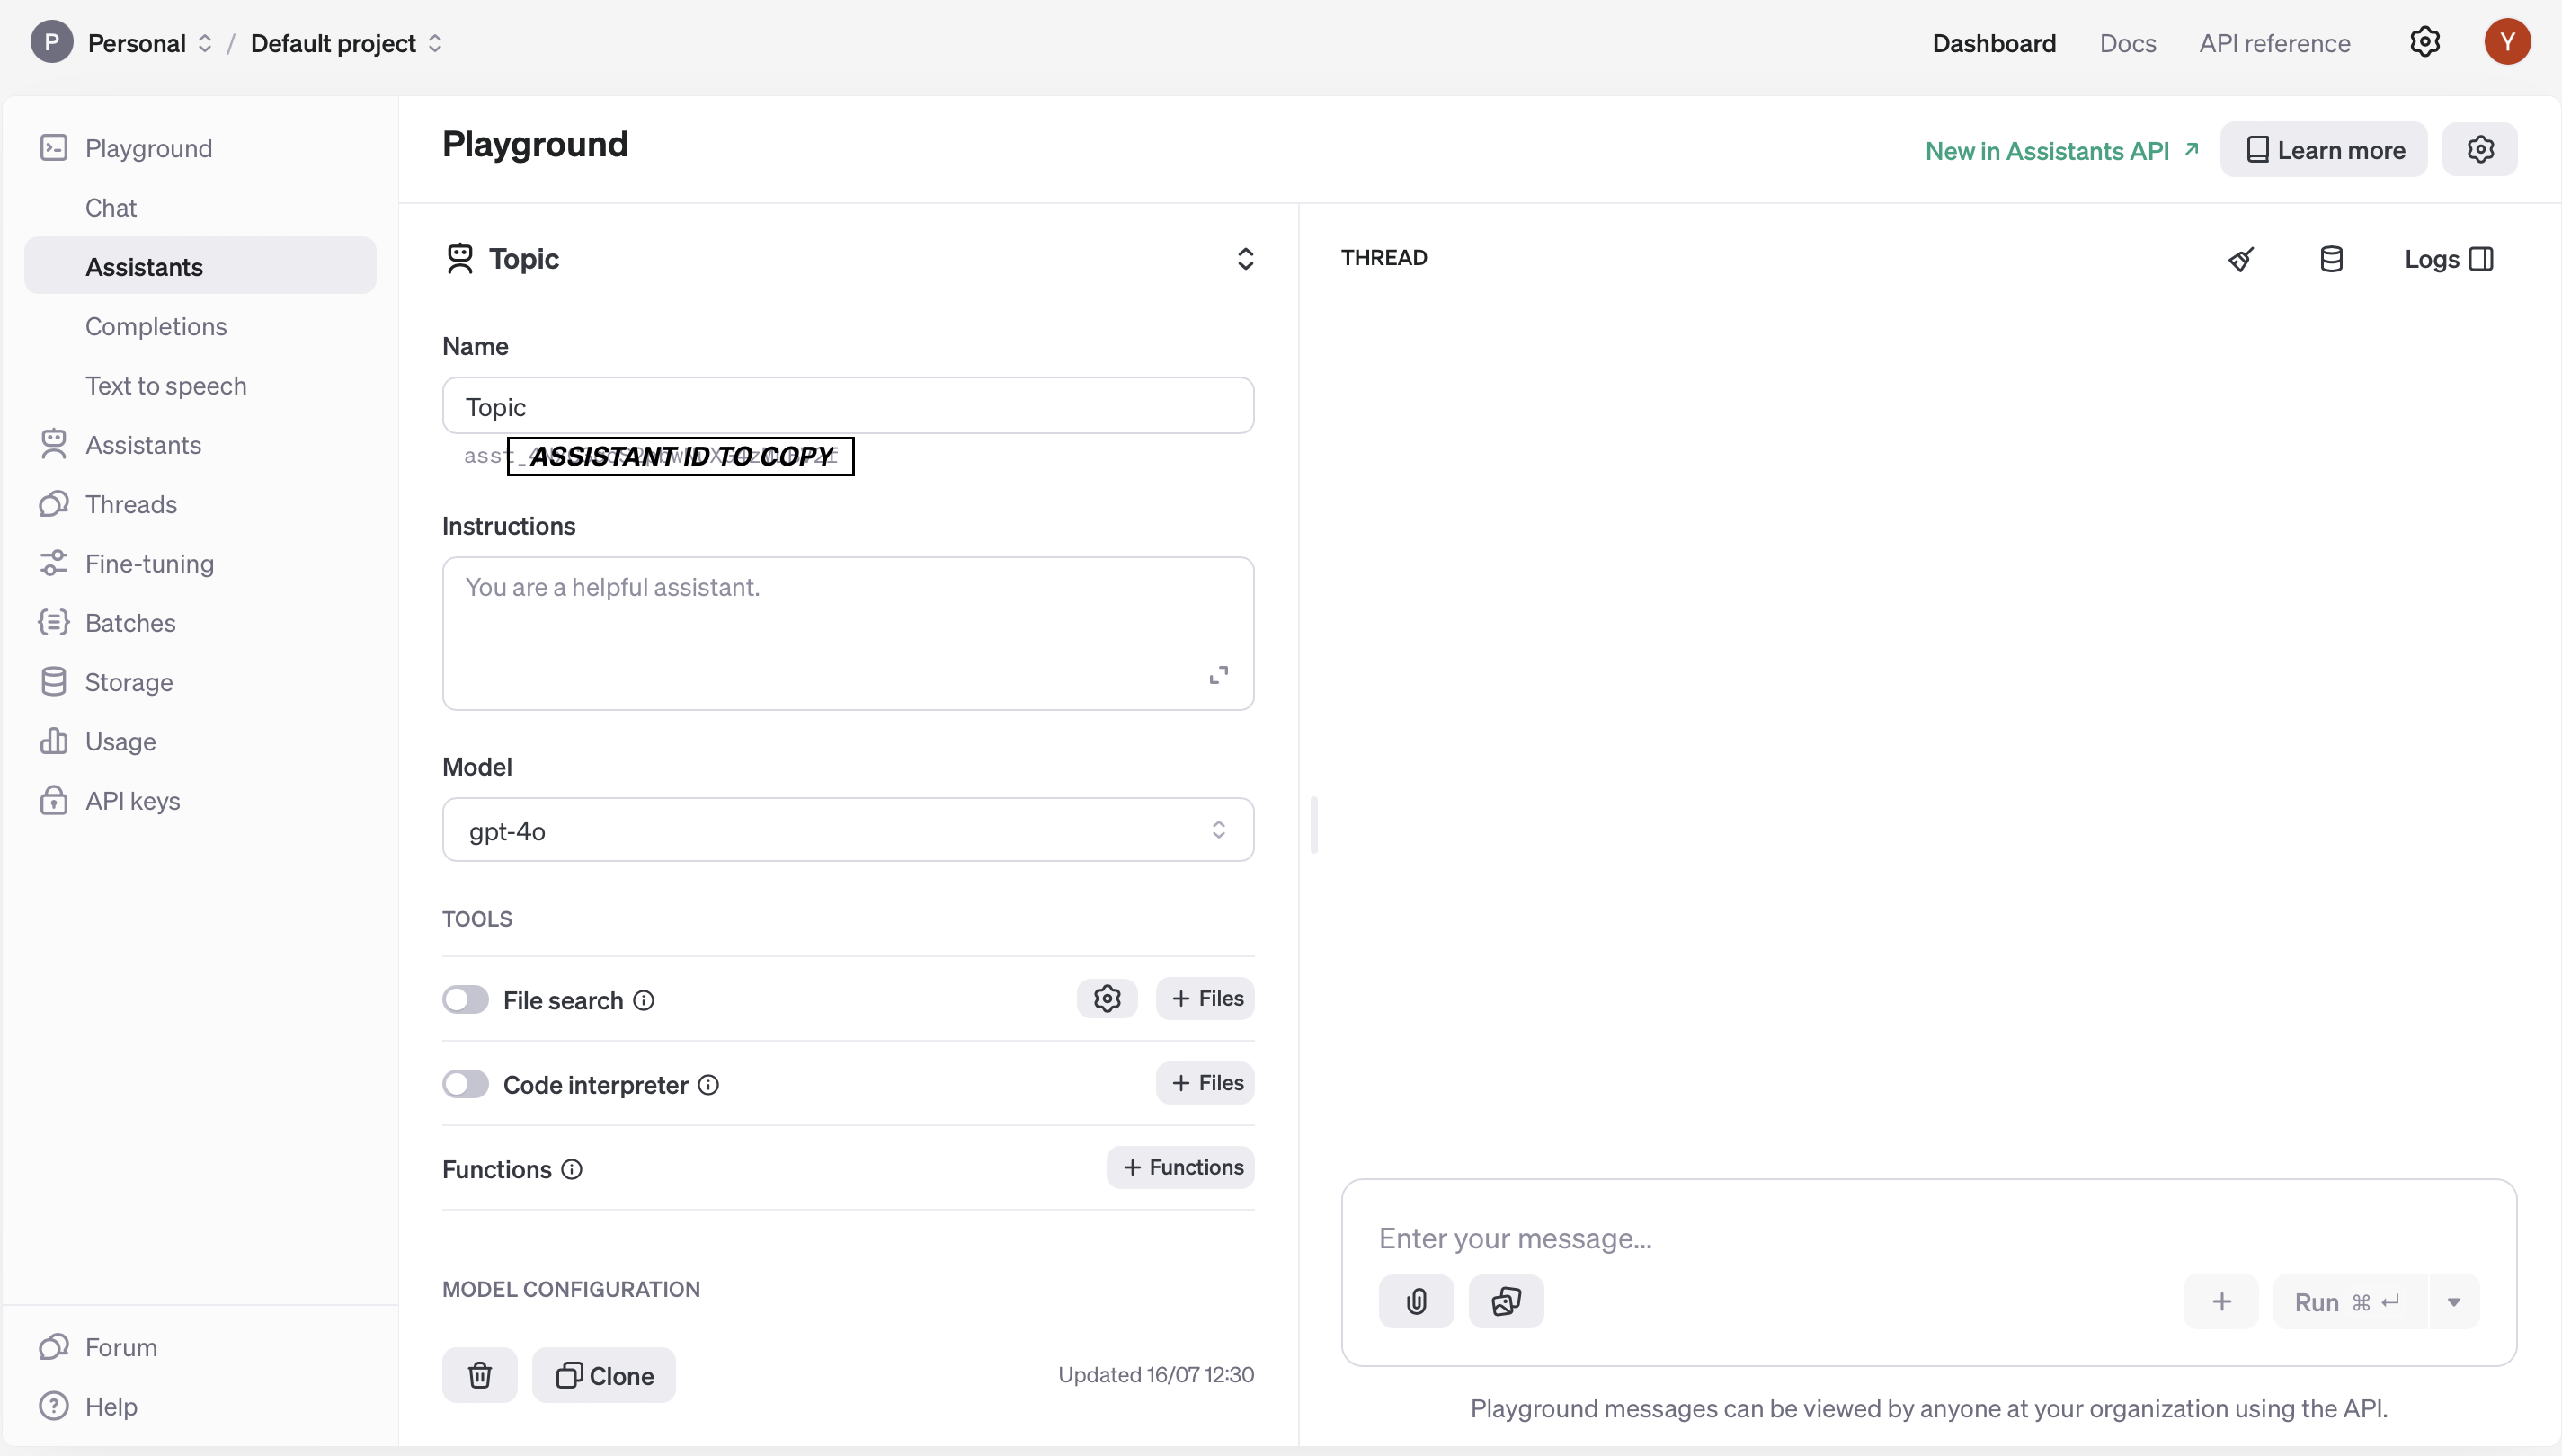 P Personal / Default project
Dashboard Docs API reference Y
Playground
Chat
Assistants
Completions
Text to speech
Assistants
Threads
Fine-tuning
Batches
Storage
Usage
API keys
Forum
Help
Playground
New in Assistants API Learn more
Topic
Name
Topic
ASSISTANT ID TO COPY
Instructions
You are a helpful assistant.
Model
gpt-4o
TOOLS
File search + Files
Code interpreter + Files
Functions + Functions
MODEL CONFIGURATION
Clone Updated 16/07 12:30
THREAD Logs
Enter your message...
Run ⌘ ↵
Playground messages can be viewed by anyone at your organization using the API.